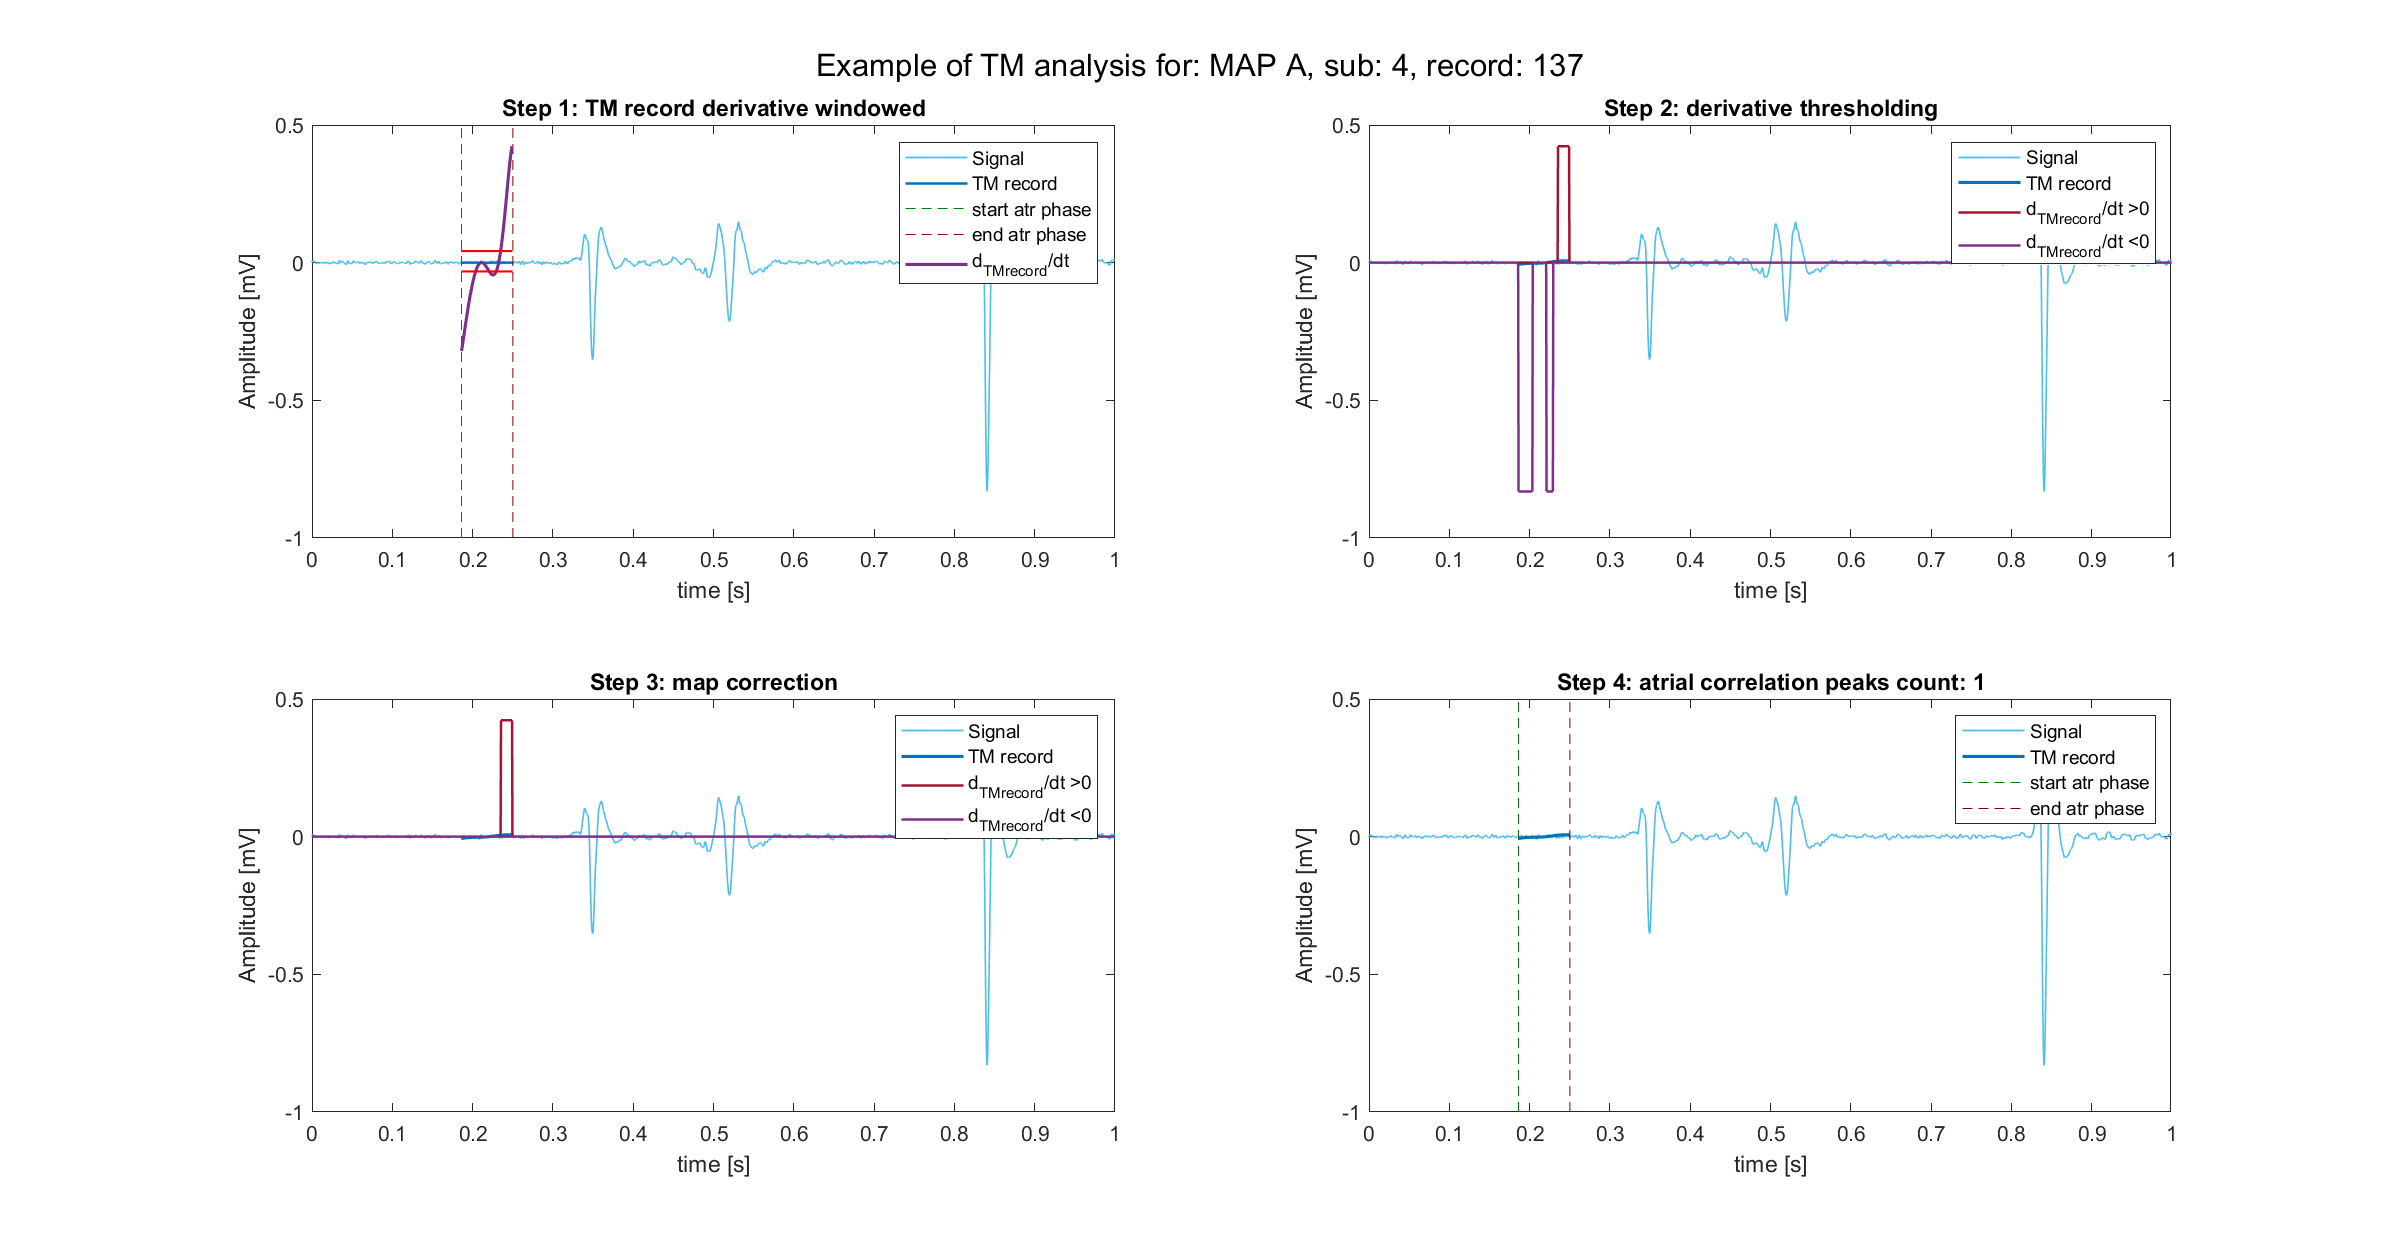 Example of TM analysis for: MAP A, sub: 4, record: 137
Step 1: TM record derivative windowed
0.5
0
-0.5
-1
Amplitude [mV]
0 0.1 0.2 0.3 0.4 0.5 0.6 0.7 0.8 0.9 1
time [s]
Signal
TM record
start atr phase
end atr phase
dTMrecord/dt
Step 2: derivative thresholding
0.5
0
-0.5
-1
Amplitude [mV]
0 0.1 0.2 0.3 0.4 0.5 0.6 0.7 0.8 0.9 1
time [s]
Signal
TM record
dTMrecord/dt >0
dTMrecord/dt <0
Step 3: map correction
0.5
0
-0.5
-1
Amplitude [mV]
0 0.1 0.2 0.3 0.4 0.5 0.6 0.7 0.8 0.9 1
time [s]
Signal
TM record
dTMrecord/dt >0
dTMrecord/dt <0
Step 4: atrial correlation peaks count: 1
0.5
0
-0.5
-1
Amplitude [mV]
0 0.1 0.2 0.3 0.4 0.5 0.6 0.7 0.8 0.9 1
time [s]
Signal
TM record
start atr phase
end atr phase